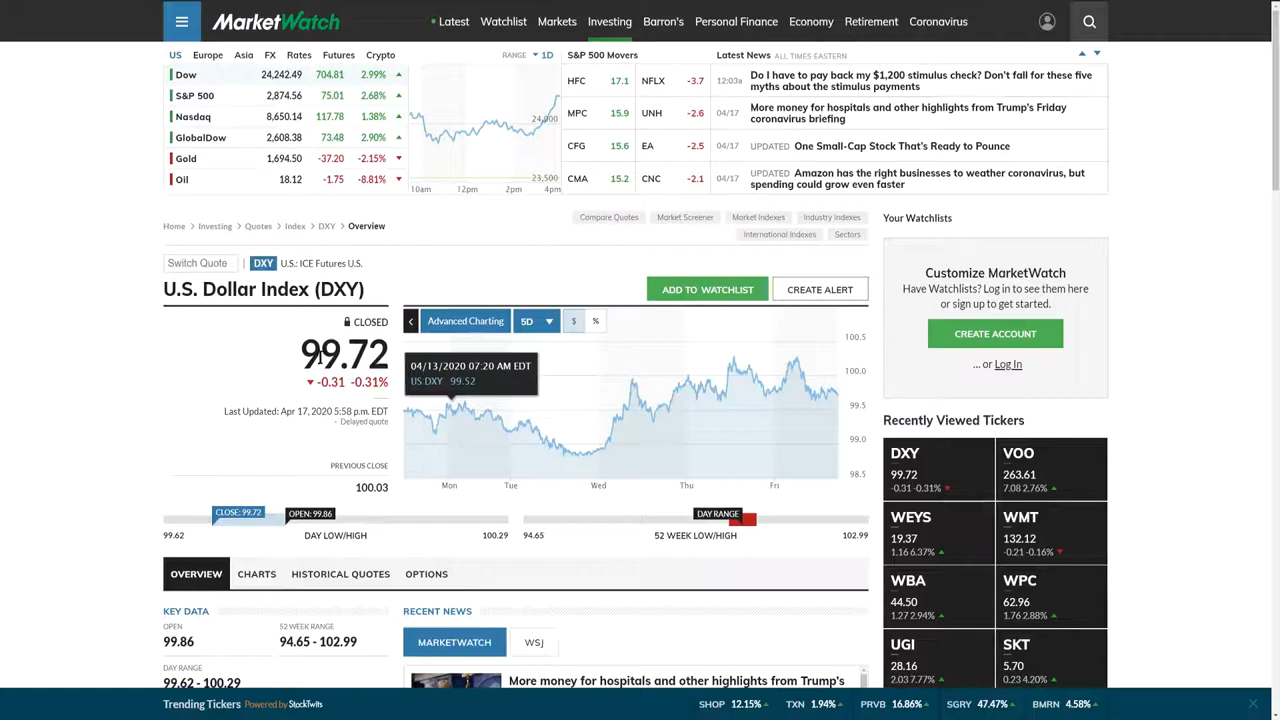 MarketWatch
Latest Watchlist Markets Investing Barron's Personal Finance Economy Retirement Coronavirus
US Europe Asia FX Rates Futures Crypto
RANGE 1D
S&P 500 Movers
Latest News ALL TIMES EASTERN
Dow 24,242.49 704.81 2.99%
S&P 500 2,874.56 75.01 2.68%
Nasdaq 8,650.14 117.78 1.38%
GlobalDow 2,608.38 73.48 2.90%
Gold 1,694.50 -37.20 -2.15%
Oil 18.12 -1.75 -8.81%
24,000
23,500
10am 12pm 2pm 4pm
HFC 17.1 NFLX -3.7
MPC 15.9 UNH -2.6
CFG 15.6 EA -2.5
CMA 15.2 CNC -2.1
12:03a Do I have to pay back my $1,200 stimulus check? Don't fall for these five
myths about the stimulus payments
04/17 More money for hospitals and other highlights from Trump's Friday
coronavirus briefing
04/17 UPDATED One Small-Cap Stock That's Ready to Pounce
04/17 UPDATED Amazon has the right businesses to weather coronavirus, but
spending could grow even faster
Home Investing Quotes Index DXY Overview
Compare Quotes Market Screener Market Indexes Industry Indexes
International Indexes Sectors
Switch Quote | DXY U.S.: ICE Futures U.S.
U.S. Dollar Index (DXY)
ADD TO WATCHLIST CREATE ALERT
CLOSED
99.72
-0.31 -0.31%
Last Updated: Apr 17, 2020 5:58 p.m. EDT
- Delayed quote
PREVIOUS CLOSE
100.03
Advanced Charting 5D $ %
04/13/2020 07:20 AM EDT
US DXY 99.52
100.5
100.0
99.5
99.0
98.5
Mon Tue Wed Thu Fri
CLOSE: 99.72 OPEN: 99.86
99.62 DAY LOW/HIGH 100.29
DAY RANGE
94.65 52 WEEK LOW/HIGH 102.99
OVERVIEW CHARTS HISTORICAL QUOTES OPTIONS
KEY DATA
OPEN
99.86
52 WEEK RANGE
94.65 - 102.99
DAY RANGE
99.62 - 100.29
RECENT NEWS
MARKETWATCH WSJ
More money for hospitals and other highlights from Trump's
Your Watchlists
Customize MarketWatch
Have Watchlists? Log in to see them here
or sign up to get started.
CREATE ACCOUNT
... or Log In
Recently Viewed Tickers
DXY
99.72
-0.31 -0.31%
VOO
263.61
7.08 2.76%
WEYS
19.37
1.16 6.37%
WMT
132.12
-0.21 -0.16%
WBA
44.50
1.27 2.94%
WPC
62.96
1.76 2.88%
UGI
28.16
2.03 7.77%
SKT
5.70
0.23 4.20%
Trending Tickers Powered by StockTwits
SHOP 12.15% TXN 1.94% PRVB 16.86% SGRY 47.47% BMRN 4.58%